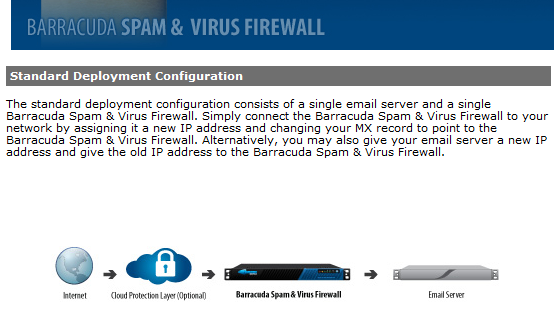 BARRACUDA SPAM & VIRUS FIREWALL
Standard Deployment Configuration
The standard deployment configuration consists of a single email server and a single
Barracuda Spam & Virus Firewall. Simply connect the Barracuda Spam & Virus Firewall to your
network by assigning it a new IP address and changing your MX record to point to the
Barracuda Spam & Virus Firewall. Alternatively, you may also give your email server a new IP
address and give the old IP address to the Barracuda Spam & Virus Firewall.
Internet
Cloud Protection Layer (Optional)
Barracuda Spam & Virus Firewall
Email Server